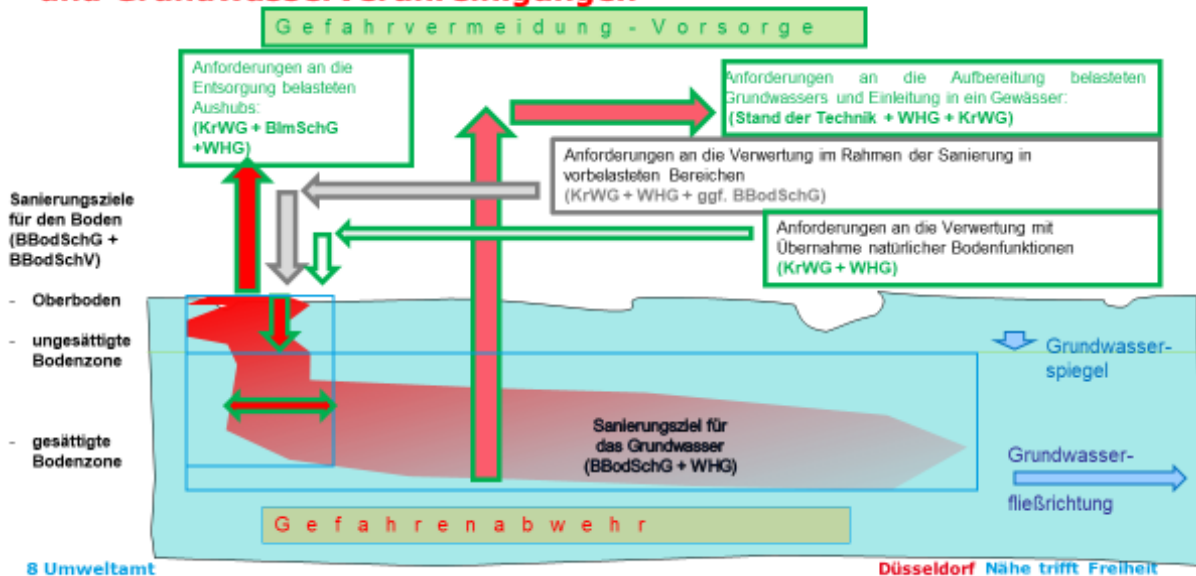 und Grundwasserverunreinigungen
Gefahrvermeidung - Vorsorge
Anforderungen an die
Entsorgung belasteten
Aushubs:
(KrWG + BImSchG
+WHG)
Anforderungen an die Aufbereitung belasteten
Grundwassers und Einleitung in ein Gewässer:
(Stand der Technik + WHG + KrWG)
Anforderungen an die Verwertung im Rahmen der Sanierung in
vorbelasteten Bereichen
(KrWG + WHG + ggf. BBodSchG)
Anforderungen an die Verwertung mit
Übernahme natürlicher Bodenfunktionen
(KrWG + WHG)
Sanierungsziele
für den Boden
(BBodSchG +
BBodSchV)
- Oberboden
- ungesättigte
Bodenzone
- gesättigte
Bodenzone
Grundwasser-
spiegel
Sanierungsziel für
das Grundwasser
(BBodSchG + WHG)
Grundwasser-
fließrichtung
Gefahrenabwehr
8 Umweltamt
Düsseldorf Nähe trifft Freiheit